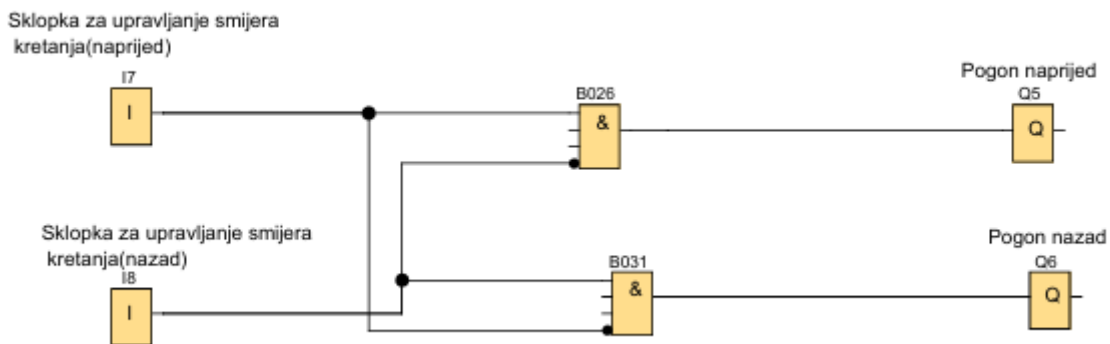 Sklopka za upravljanje smijera
kretanja(naprijed)
I7
I
B026
&
Pogon naprijed
Q5
Q
Sklopka za upravljanje smijera
kretanja(nazad)
I8
I
B031
&
Pogon nazad
Q6
Q